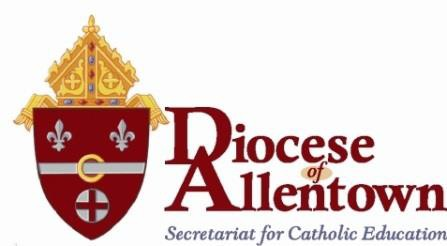 Diocese
of
Allentown
Secretariat for Catholic Education